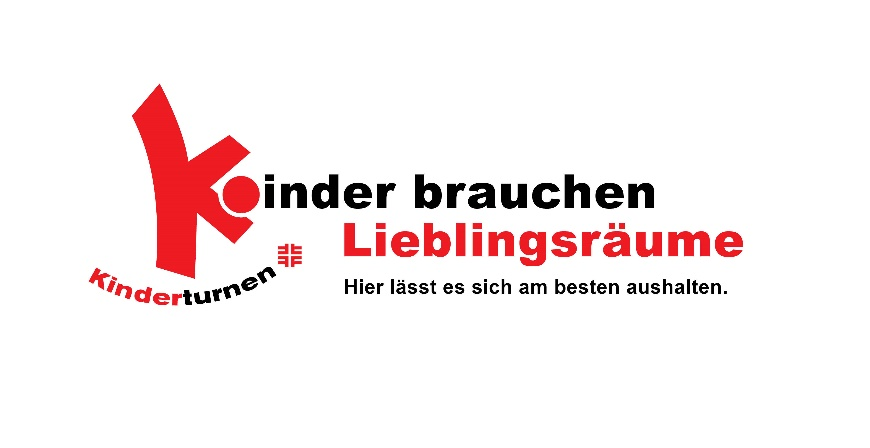 Kinder brauchen
Lieblingsräume
Hier lässt es sich am besten aushalten.
Kinderturnen